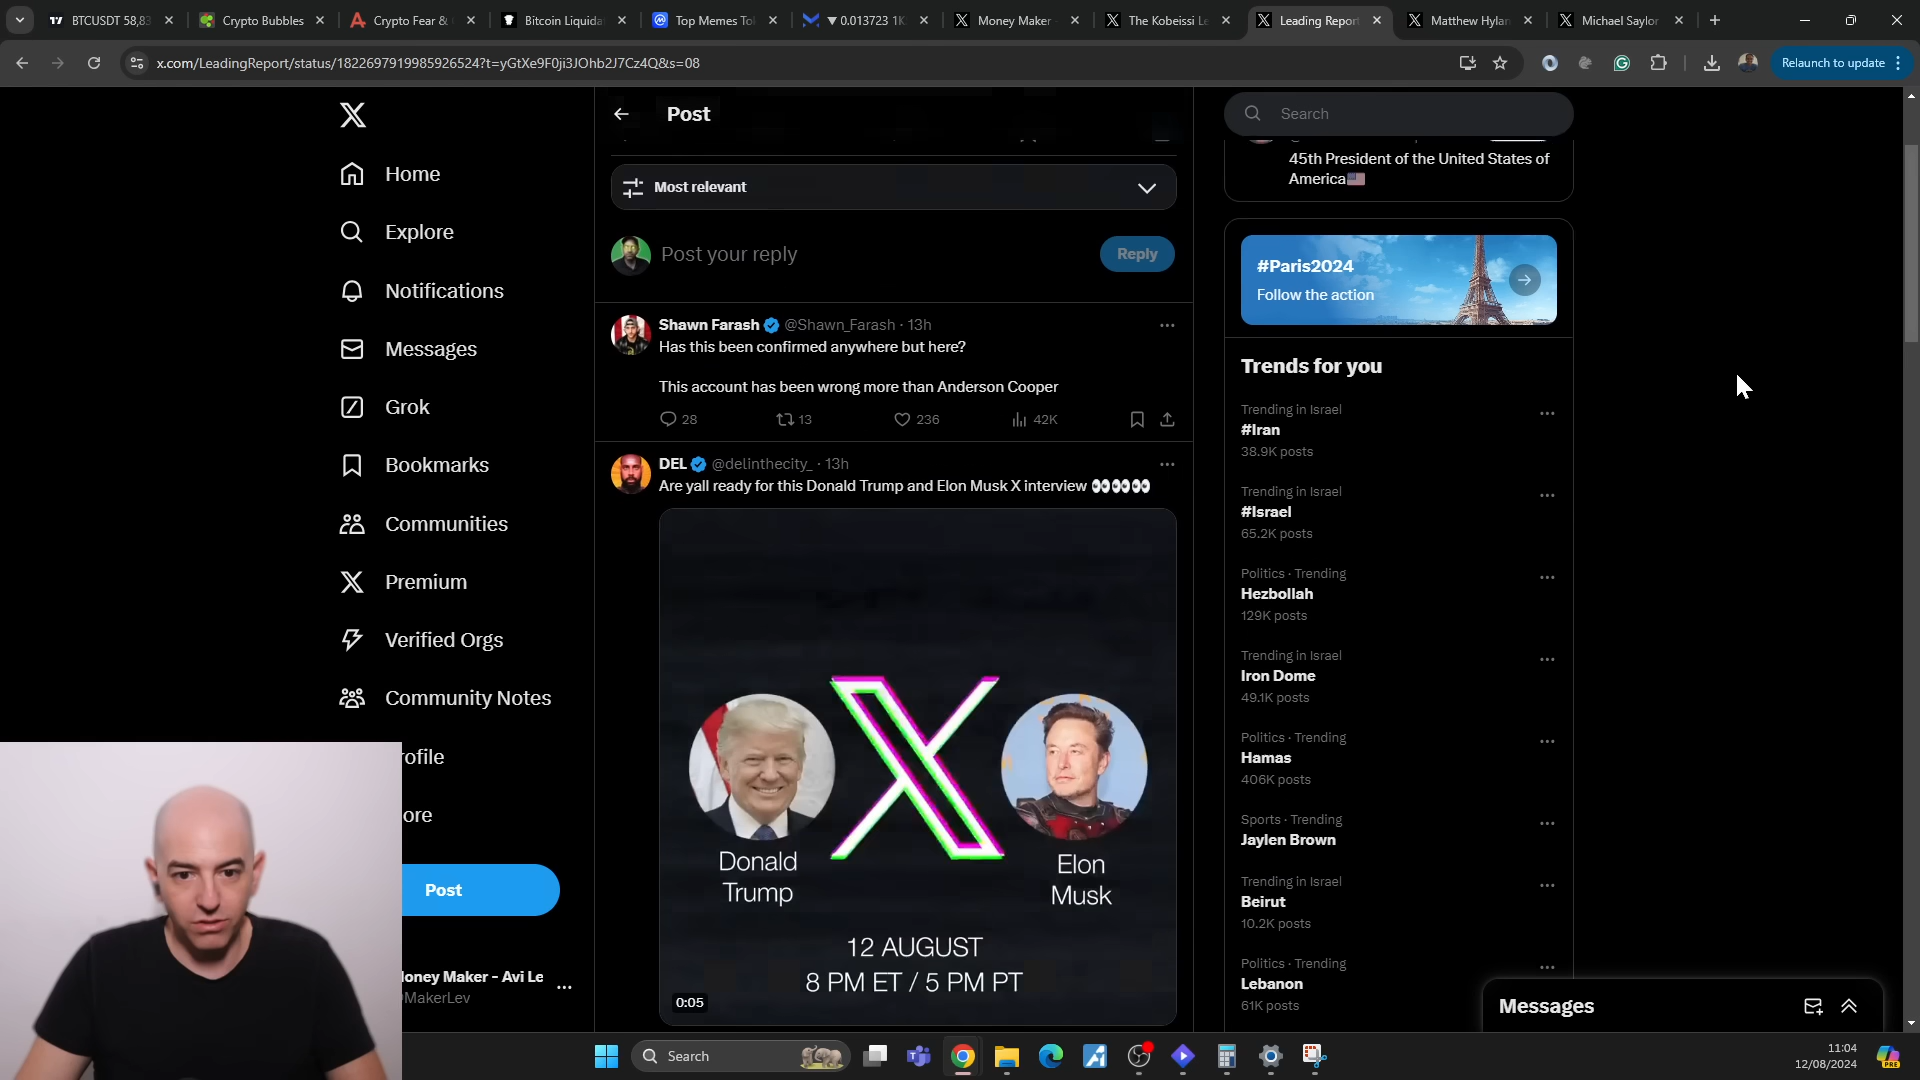 BTCUSDT 58,83
Crypto Bubbles
Crypto Fear &
Bitcoin Liquida
Top Memes To
▼ 0.013723 1K
Money Maker
The Kobeissi Le
Leading Report
Matthew Hylan
Michael Saylor
x.com/LeadingReport/status/1822697919985926524?t=yGtXe9F0ji3JOhb2J7Cz4Q&s=08
Relaunch to update
Home
Explore
Notifications
Messages
Grok
Bookmarks
Communities
Premium
Verified Orgs
Community Notes
rofile
ore
Post
Money Maker - Avi Le
@MakerLev
Post
Most relevant
Post your reply
Reply
Shawn Farash @Shawn_Farash · 13h
Has this been confirmed anywhere but here?
This account has been wrong more than Anderson Cooper
28 13 236 42K
DEL @delinthecity_ · 13h
Are yall ready for this Donald Trump and Elon Musk X interview 👀👀👀
X
Donald
Trump
Elon
Musk
12 AUGUST
8 PM ET / 5 PM PT
0:05
Search
45th President of the United States of
America🇺🇸
#Paris2024
Follow the action
Trends for you
Trending in Israel
#Iran
38.9K posts
Trending in Israel
#Israel
65.2K posts
Politics · Trending
Hezbollah
129K posts
Trending in Israel
Iron Dome
49.1K posts
Politics · Trending
Hamas
406K posts
Sports · Trending
Jaylen Brown
Trending in Israel
Beirut
10.2K posts
Politics · Trending
Lebanon
61K posts
Messages
Search
11:04
12/08/2024
PRE